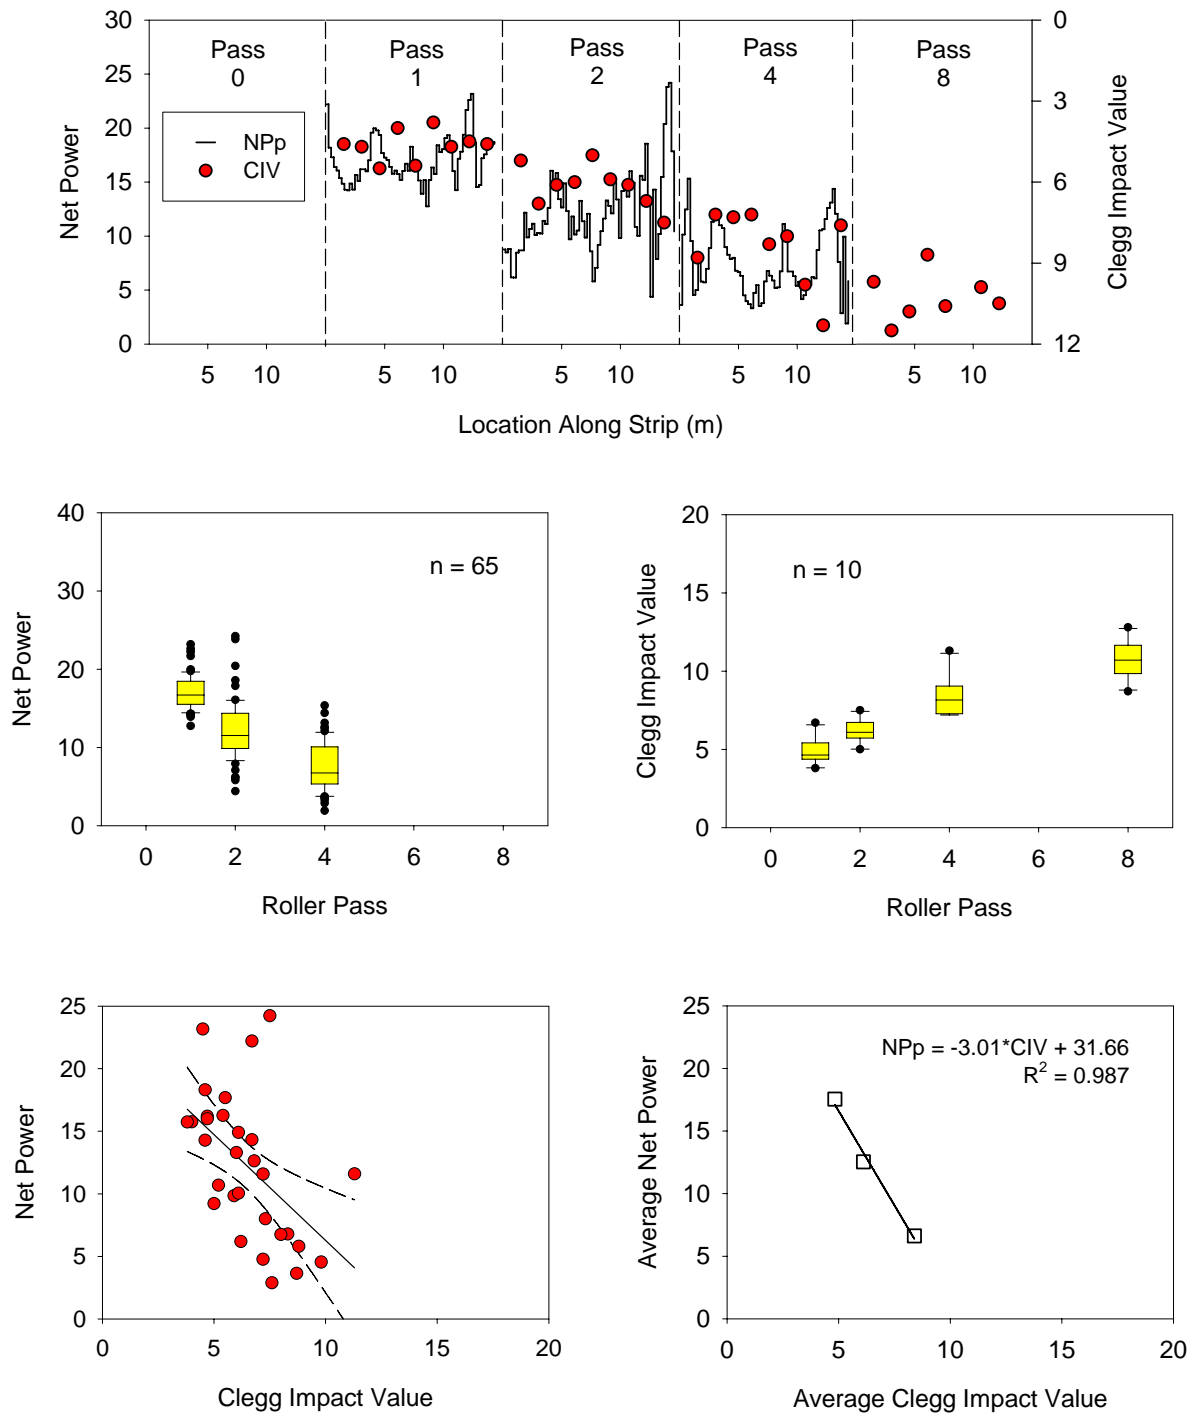 30
25
20
15
10
5
0
Net Power
Pass
0
Pass
1
Pass
2
Pass
4
Pass
8
NPp
CIV
0
3
6
9
12
Clegg Impact Value
5 10 5 10 5 10 5 10 5 10
Location Along Strip (m)
40
30
20
10
0
Net Power
n = 65
0 2 4 6 8
Roller Pass
20
15
10
5
0
Clegg Impact Value
n = 10
0 2 4 6 8
Roller Pass
25
20
15
10
5
0
Net Power
0 5 10 15 20
Clegg Impact Value
25
20
15
10
5
0
Average Net Power
NPp = -3.01*CIV + 31.66
R² = 0.987
0 5 10 15 20
Average Clegg Impact Value